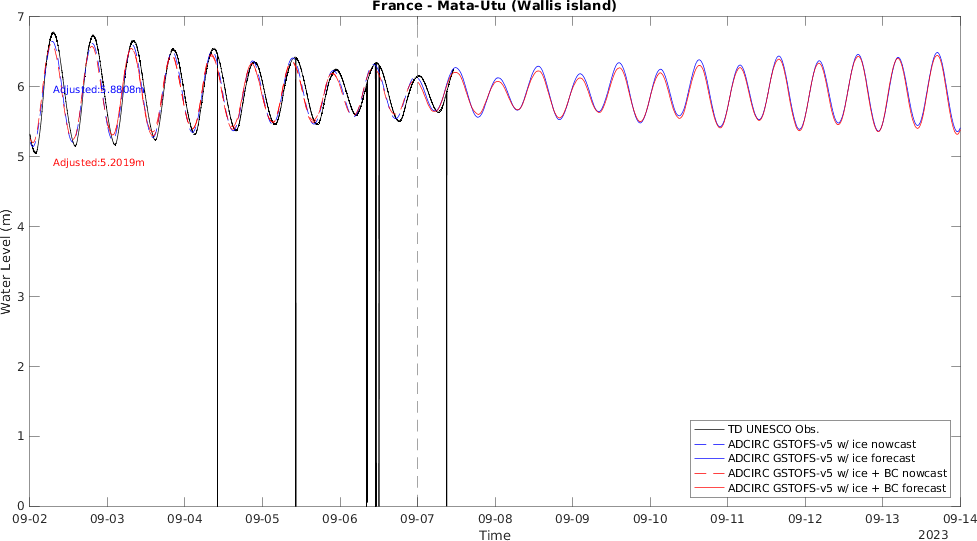 France - Mata-Utu (Wallis island)
7
6
5
4
3
2
1
0
Water Level (m)
Adjusted:5.8808m
Adjusted:5.2019m
TD UNESCO Obs.
ADCIRC GSTOFS-v5 w/ ice nowcast
ADCIRC GSTOFS-v5 w/ ice forecast
ADCIRC GSTOFS-v5 w/ ice + BC nowcast
ADCIRC GSTOFS-v5 w/ ice + BC forecast
09-02 09-03 09-04 09-05 09-06 09-07 09-08 09-09 09-10 09-11 09-12 09-13 09-14
Time
2023